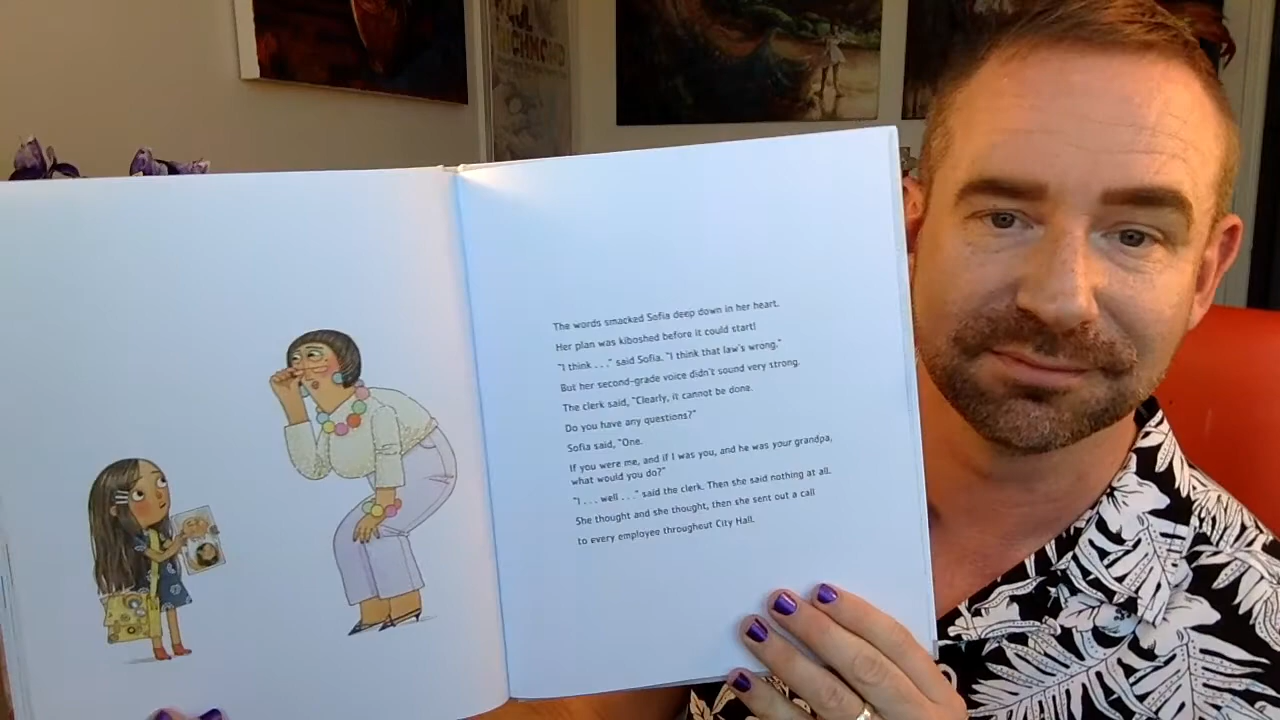 RICHMOND
The words smacked Sofia deep down in her heart.
Her plan was kiboshed before it could start!
"I think . . ." said Sofia. "I think that law's wrong."
But her second-grade voice didn't sound very strong.
The clerk said, "Clearly, it cannot be done.
Do you have any questions?"
Sofia said, "One.
If you were me, and if I was you, and he was your grandpa,
what would you do?"
"I . . . well . . ." said the clerk. Then she said nothing at all.
She thought and she thought, then she sent out a call
to every employee throughout City Hall.